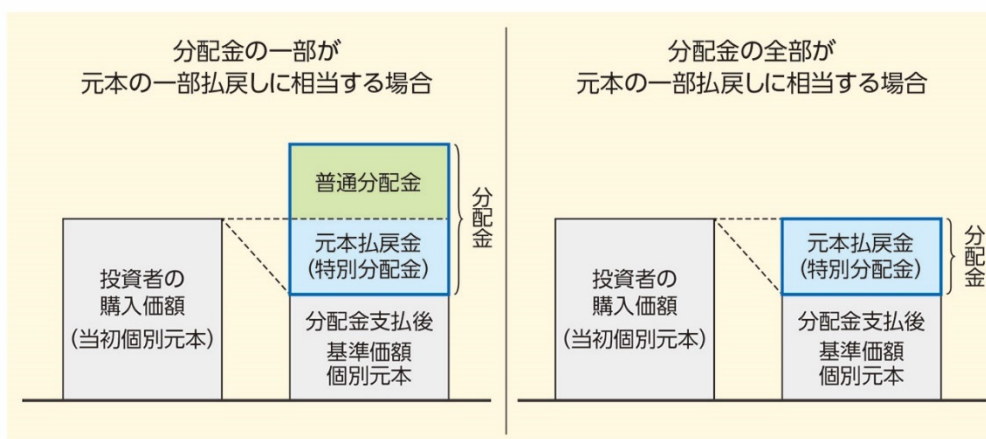 分配金の一部が
元本の一部払戻しに相当する場合
普通分配金
元本払戻金
(特別分配金)
分配金
投資者の
購入価額
(当初個別元本)
分配金支払後
基準価額
個別元本
分配金の全部が
元本の一部払戻しに相当する場合
元本払戻金
(特別分配金)
分配金
投資者の
購入価額
(当初個別元本)
分配金支払後
基準価額
個別元本